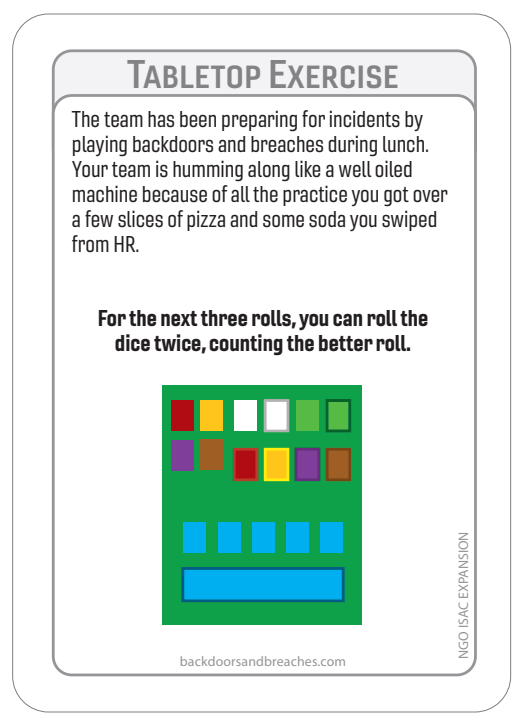 TABLETOP EXERCISE
The team has been preparing for incidents by
playing backdoors and breaches during lunch.
Your team is humming along like a well oiled
machine because of all the practice you got over
a few slices of pizza and some soda you swiped
from HR.
For the next three rolls, you can roll the
dice twice, counting the better roll.
NGO ISAC EXPANSION
backdoorsandbreaches.com